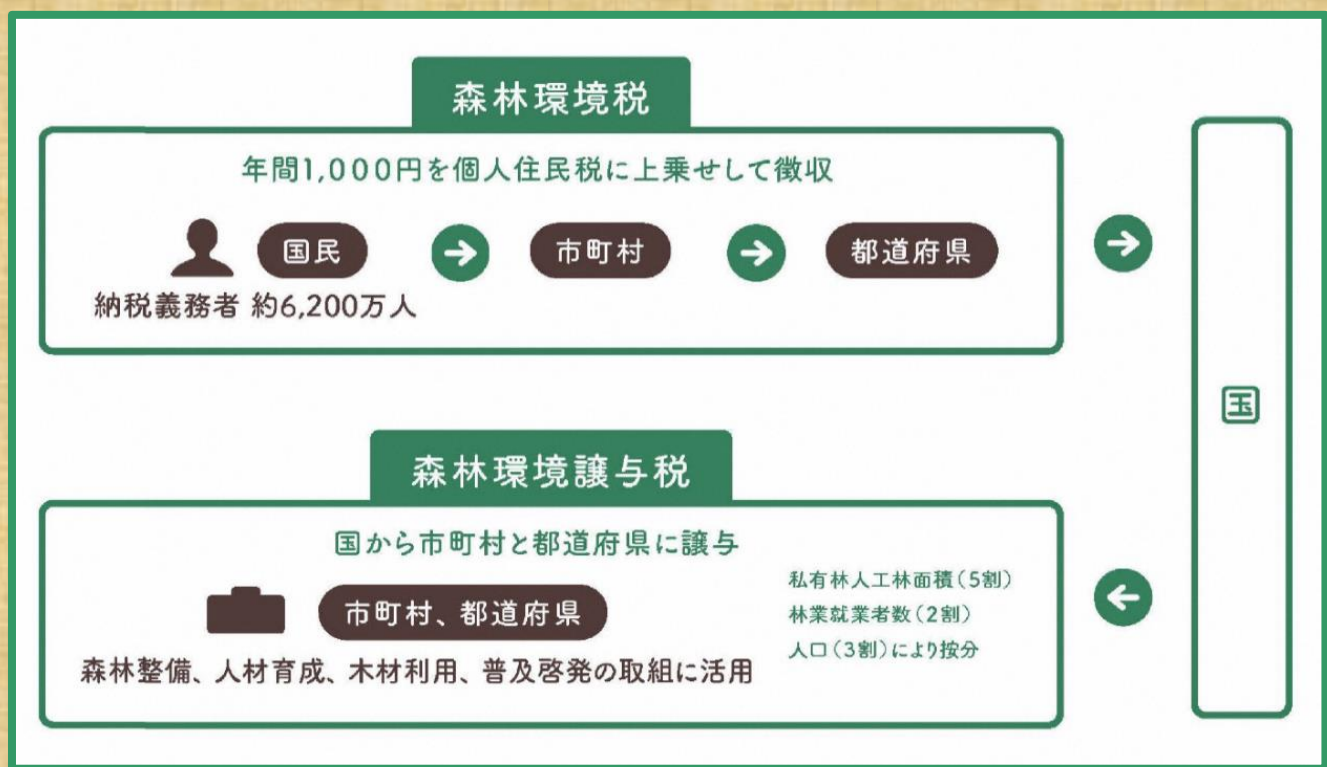 森林環境税
年間1,000円を個人住民税に上乗せして徴収
国民
市町村
都道府県
納税義務者 約6,200万人
国
森林環境譲与税
国から市町村と都道府県に譲与
市町村、都道府県
私有林人工林面積(5割)
林業就業者数(2割)
人口(3割)により按分
森林整備、人材育成、木材利用、普及啓発の取組に活用